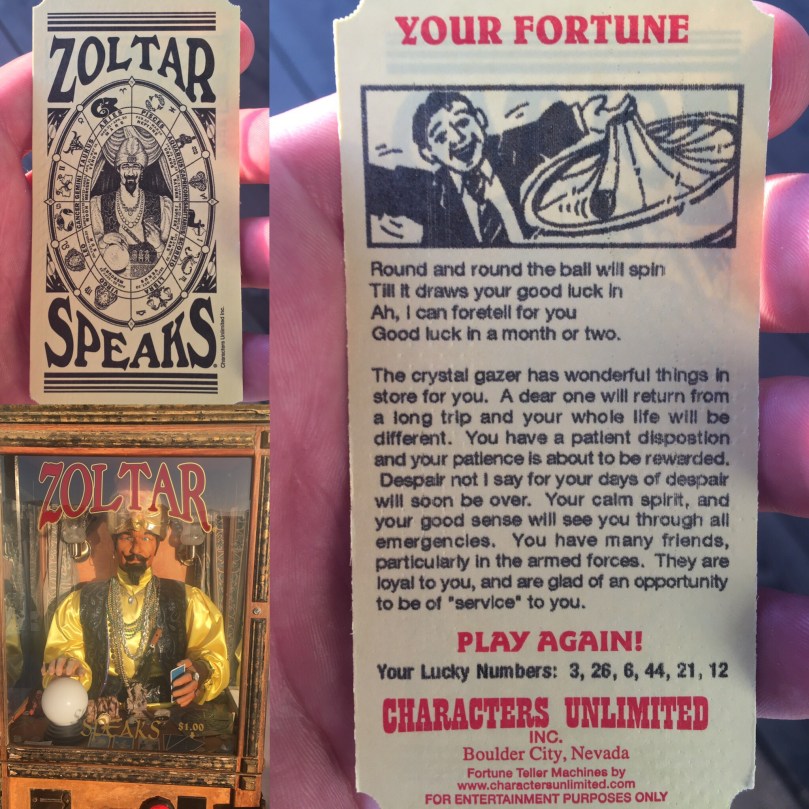 ZOLTAR
SPEAKS
Characters Unlimited Inc.
ZOLTAR
SPEAKS
$1.00
YOUR FORTUNE
Round and round the ball will spin
Till it draws your good luck in
Ah, I can foretell for you
Good luck in a month or two.
The crystal gazer has wonderful things in
store for you. A dear one will return from
a long trip and your whole life will be
different. You have a patient dispostion
and your patience is about to be rewarded.
Despair not I say for your days of despair
will soon be over. Your calm spirit, and
your good sense will see you through all
emergencies. You have many friends,
particularly in the armed forces. They are
loyal to you, and are glad of an opportunity
to be of "service" to you.
PLAY AGAIN!
Your Lucky Numbers: 3, 26, 6, 44, 21, 12
CHARACTERS UNLIMITED
INC.
Boulder City, Nevada
Fortune Teller Machines by
www.charactersunlimited.com
FOR ENTERTAINMENT PURPOSES ONLY